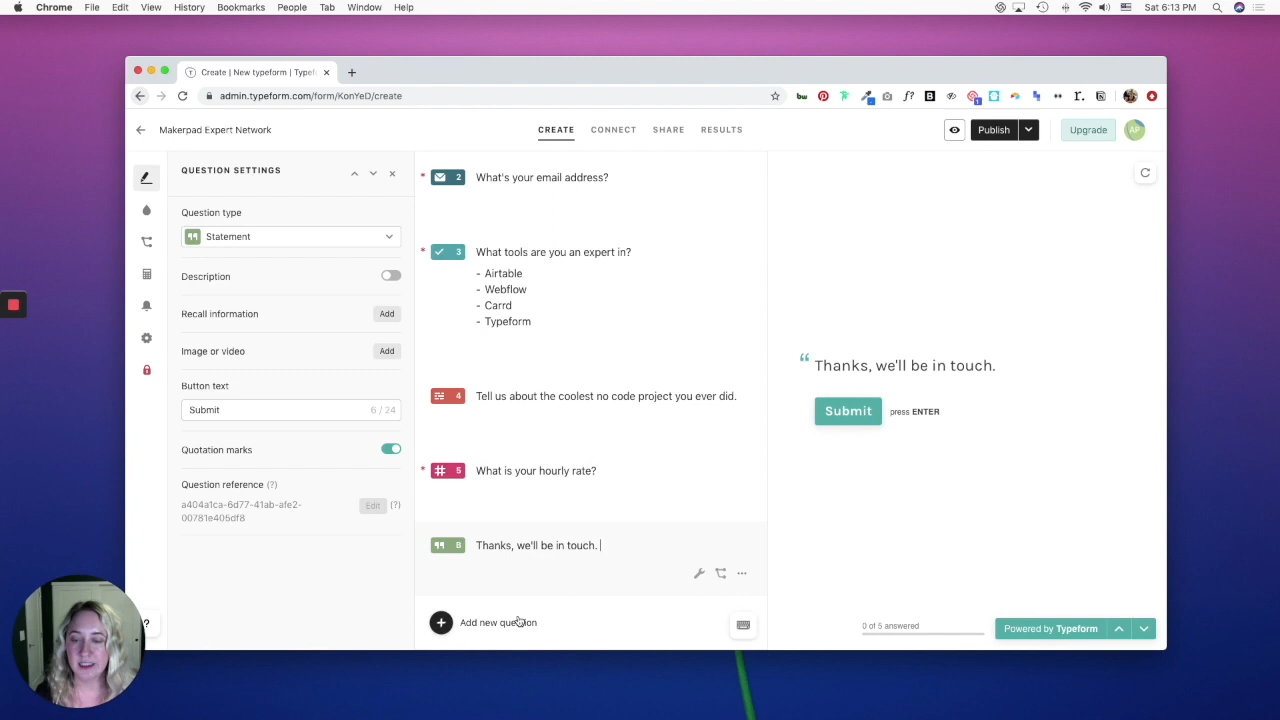 Chrome File Edit View History Bookmarks People Tab Window Help
Sat 6:13 PM
Create | New typeform | Typefo
admin.typeform.com/form/KonYeD/create
Makerpad Expert Network
CREATE CONNECT SHARE RESULTS
Publish
Upgrade
AP
QUESTION SETTINGS
Question type
Statement
Description
Recall information
Add
Image or video
Add
Button text
Submit
6 / 24
Quotation marks
Question reference (?)
a404a1ca-6d77-41ab-afe2-
00781e405df8
Edit (?)
* 2 What's your email address?
* 3 What tools are you an expert in?
- Airtable
- Webflow
- Carrd
- Typeform
4 Tell us about the coolest no code project you ever did.
* # 5 What is your hourly rate?
" B Thanks, we'll be in touch.
+ Add new question
?
“ Thanks, we'll be in touch.
Submit press ENTER
0 of 5 answered
Powered by Typeform